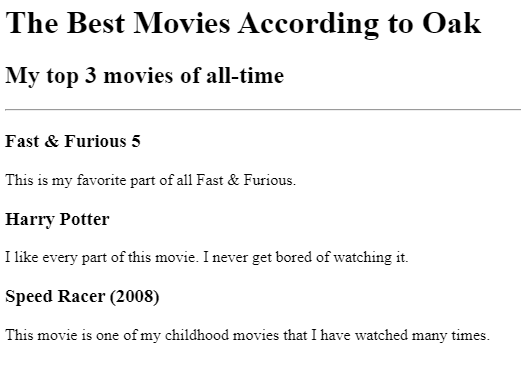 The Best Movies According to Oak
My top 3 movies of all-time
Fast & Furious 5
This is my favorite part of all Fast & Furious.
Harry Potter
I like every part of this movie. I never get bored of watching it.
Speed Racer (2008)
This movie is one of my childhood movies that I have watched many times.